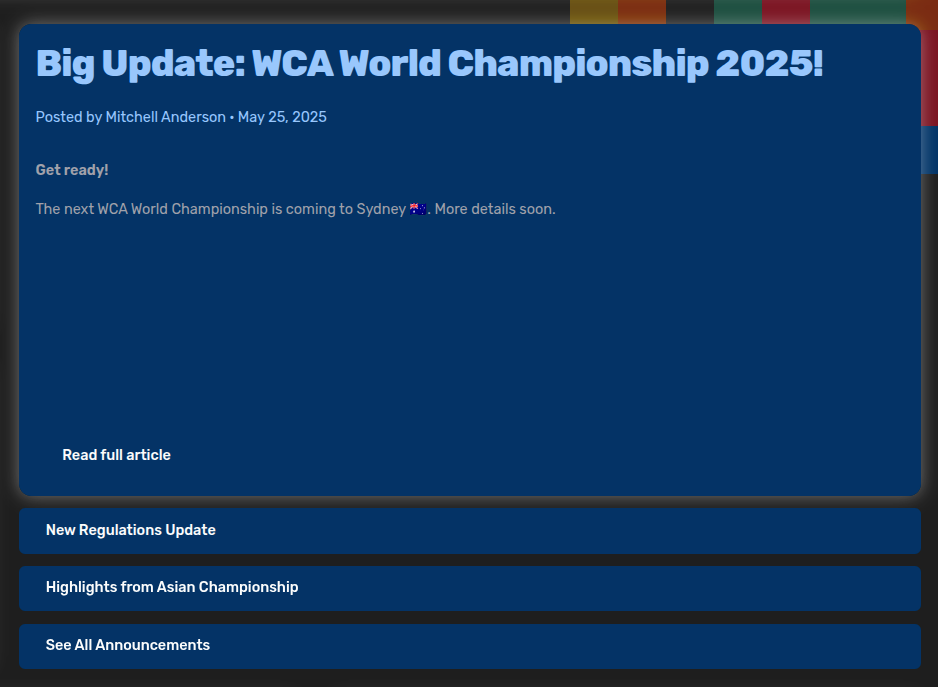 Big Update: WCA World Championship 2025!
Posted by Mitchell Anderson • May 25, 2025
Get ready!
The next WCA World Championship is coming to Sydney 🇦🇺. More details soon.
Read full article
New Regulations Update
Highlights from Asian Championship
See All Announcements